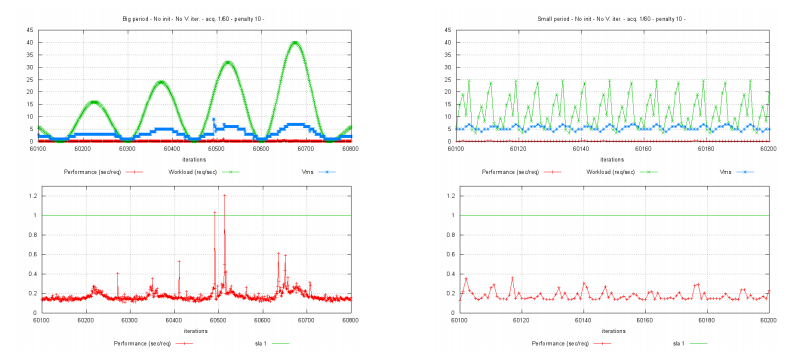 Big period - No init - No V. iter. - acq. 1/60 - penalty 10 -
45
40
35
30
25
20
15
10
5
0
60100 60200 60300 60400 60500 60600 60700 60800
iterations
Performance (sec/req) Workload (req/sec) Vms
1.2
1
0.8
0.6
0.4
0.2
0
60100 60200 60300 60400 60500 60600 60700 60800
iterations
Performance (sec/req) sla 1
Small period - No init - No V. iter. - acq. 1/60 - penalty 10 -
45
40
35
30
25
20
15
10
5
0
60100 60120 60140 60160 60180 60200
iterations
Performance (sec/req) Workload (req/sec) Vms
1.2
1
0.8
0.6
0.4
0.2
0
60100 60120 60140 60160 60180 60200
iterations
Performance (sec/req) sla 1